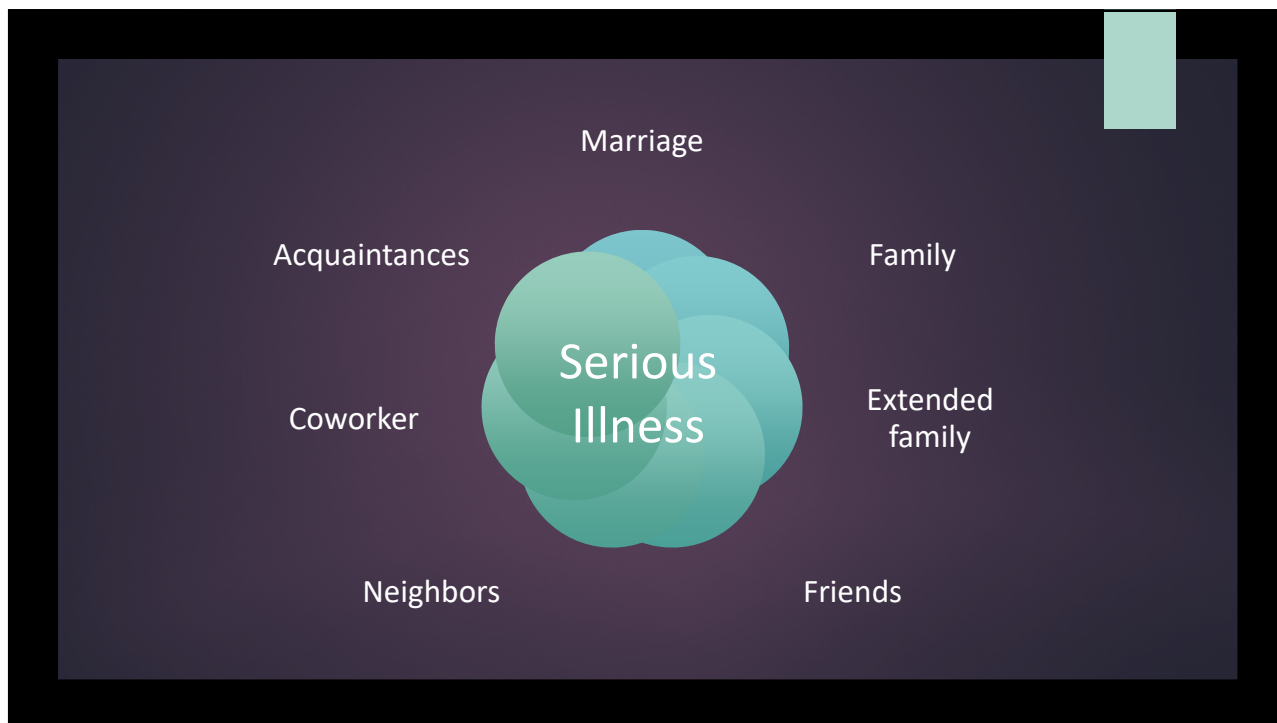 Marriage
Acquaintances
Family
Serious
Illness
Coworker
Extended
family
Neighbors
Friends